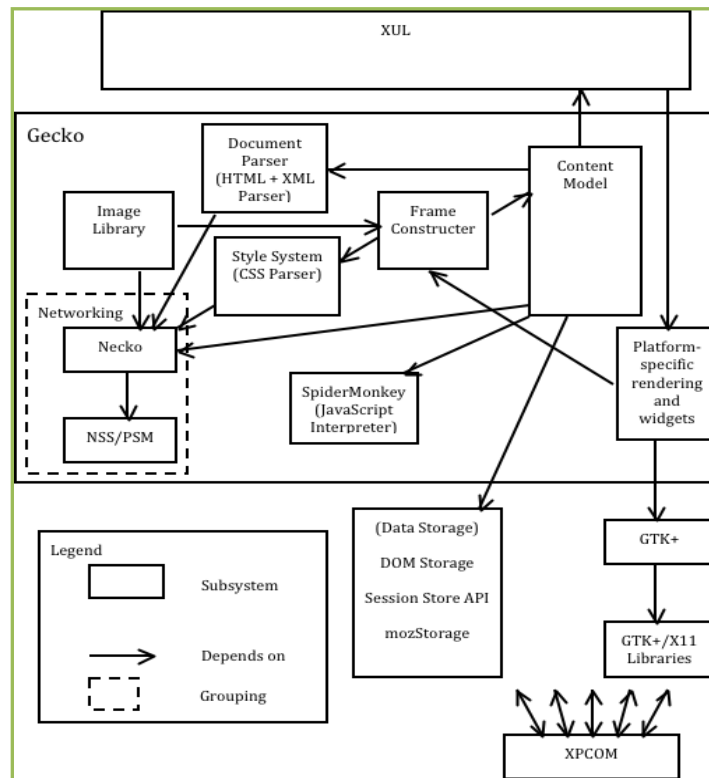 XUL
Gecko
Document
Parser
(HTML + XML
Parser)
Content
Model
Image
Library
Frame
Constructer
Style System
(CSS Parser)
Networking
Necko
Platform-
specific
rendering
and
widgets
SpiderMonkey
(JavaScript
Interpreter)
NSS/PSM
(Data Storage)
DOM Storage
Session Store API
mozStorage
GTK+
GTK+/X11
Libraries
Legend
Subsystem
Depends on
Grouping
XPCOM